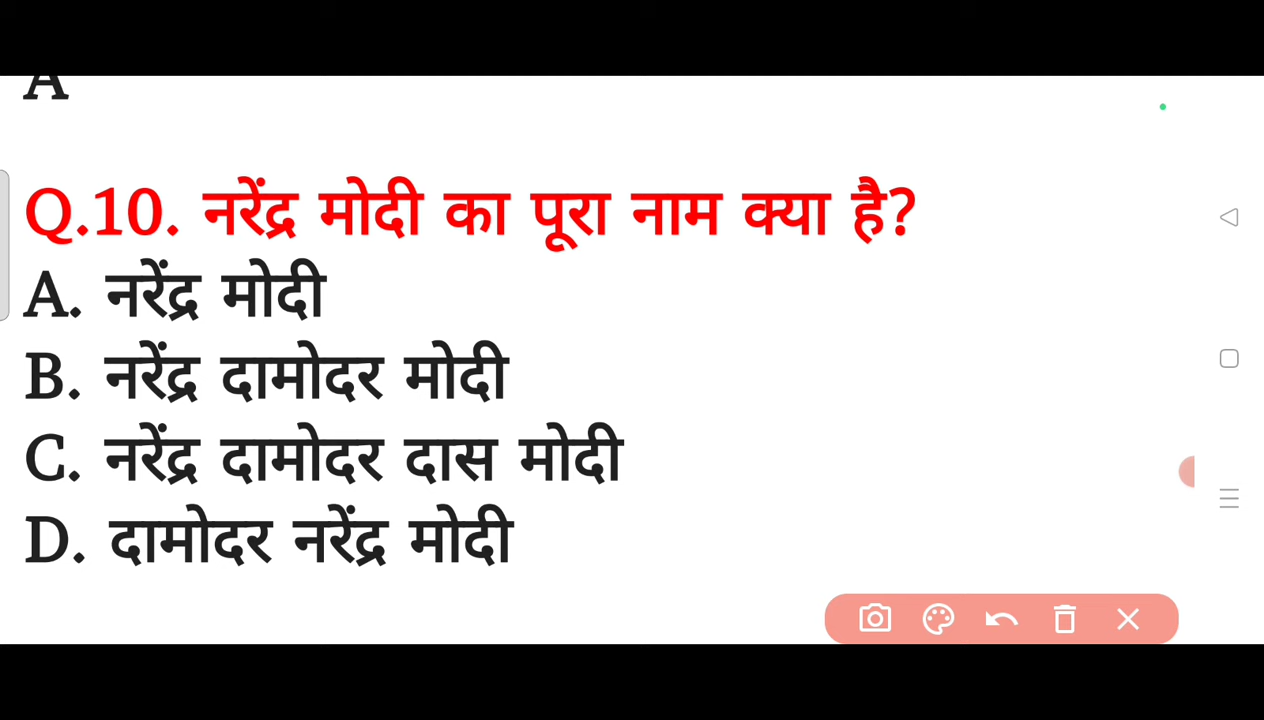 A
Q.10. नरेंद्र मोदी का पूरा नाम क्या है?
A. नरेंद्र मोदी
B. नरेंद्र दामोदर मोदी
C. नरेंद्र दामोदर दास मोदी
D. दामोदर नरेंद्र मोदी